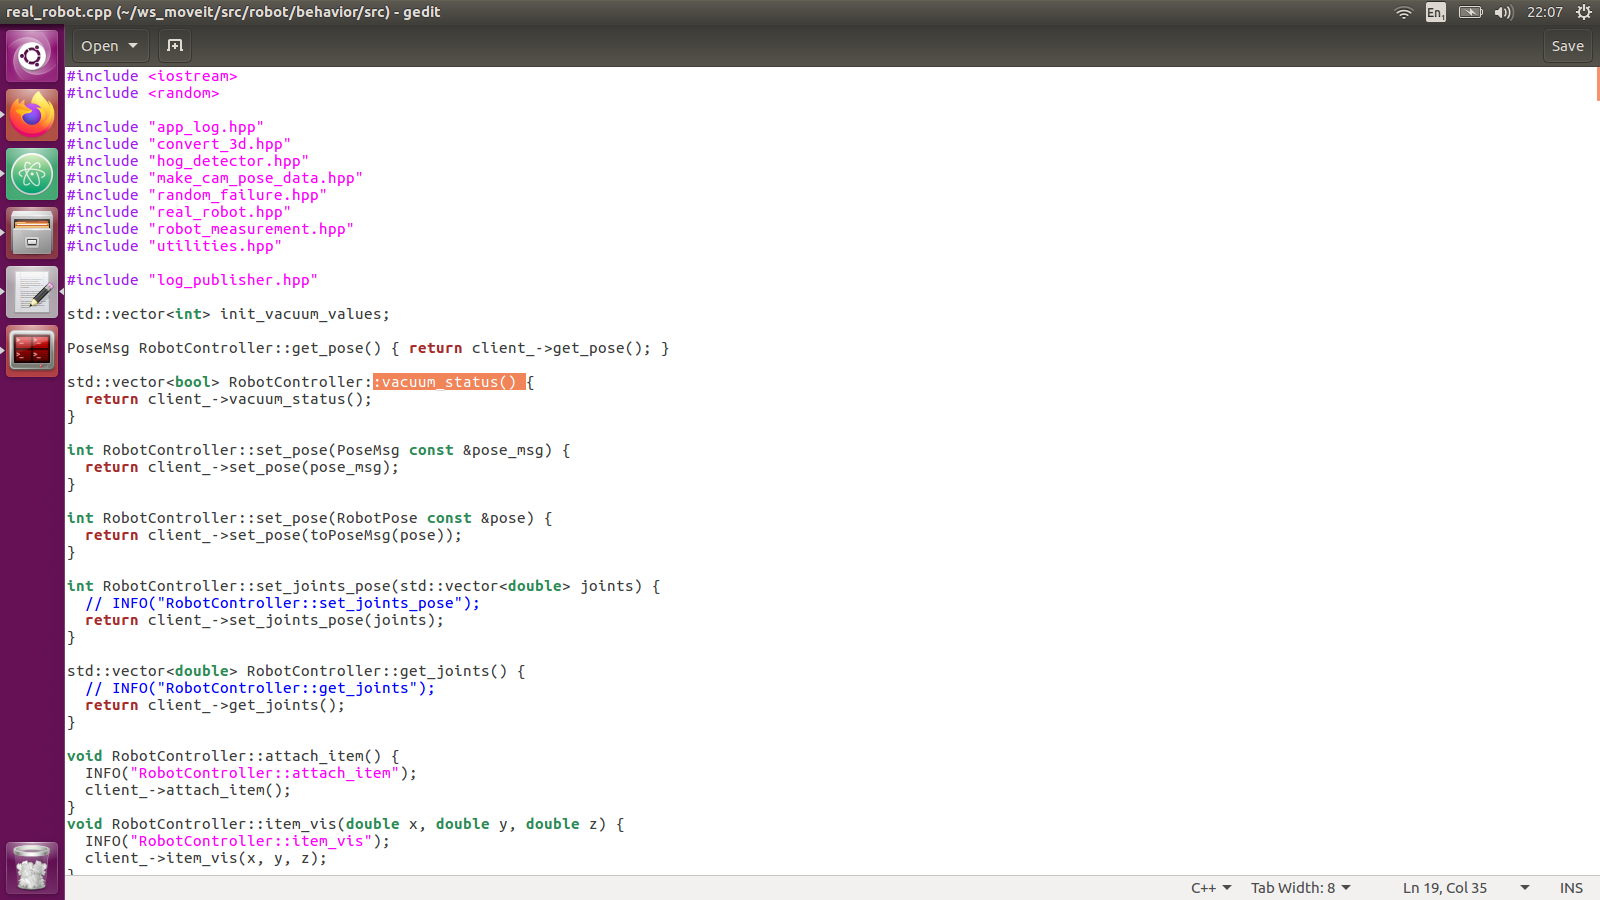 real_robot.cpp (~/ws_moveit/src/robot/behavior/src) - gedit
En1
22:07
Open
Save
#include <iostream>
#include <random>
#include "app_log.hpp"
#include "convert_3d.hpp"
#include "hog_detector.hpp"
#include "make_cam_pose_data.hpp"
#include "random_failure.hpp"
#include "real_robot.hpp"
#include "robot_measurement.hpp"
#include "utilities.hpp"
#include "log_publisher.hpp"
std::vector<int> init_vacuum_values;
PoseMsg RobotController::get_pose() { return client_->get_pose(); }
std::vector<bool> RobotController::vacuum_status() {
  return client_->vacuum_status();
}
int RobotController::set_pose(PoseMsg const &pose_msg) {
  return client_->set_pose(pose_msg);
}
int RobotController::set_pose(RobotPose const &pose) {
  return client_->set_pose(toPoseMsg(pose));
}
int RobotController::set_joints_pose(std::vector<double> joints) {
  // INFO("RobotController::set_joints_pose");
  return client_->set_joints_pose(joints);
}
std::vector<double> RobotController::get_joints() {
  // INFO("RobotController::get_joints");
  return client_->get_joints();
}
void RobotController::attach_item() {
  INFO("RobotController::attach_item");
  client_->attach_item();
}
void RobotController::item_vis(double x, double y, double z) {
  INFO("RobotController::item_vis");
  client_->item_vis(x, y, z);
}
C++
Tab Width: 8
Ln 19, Col 35
INS